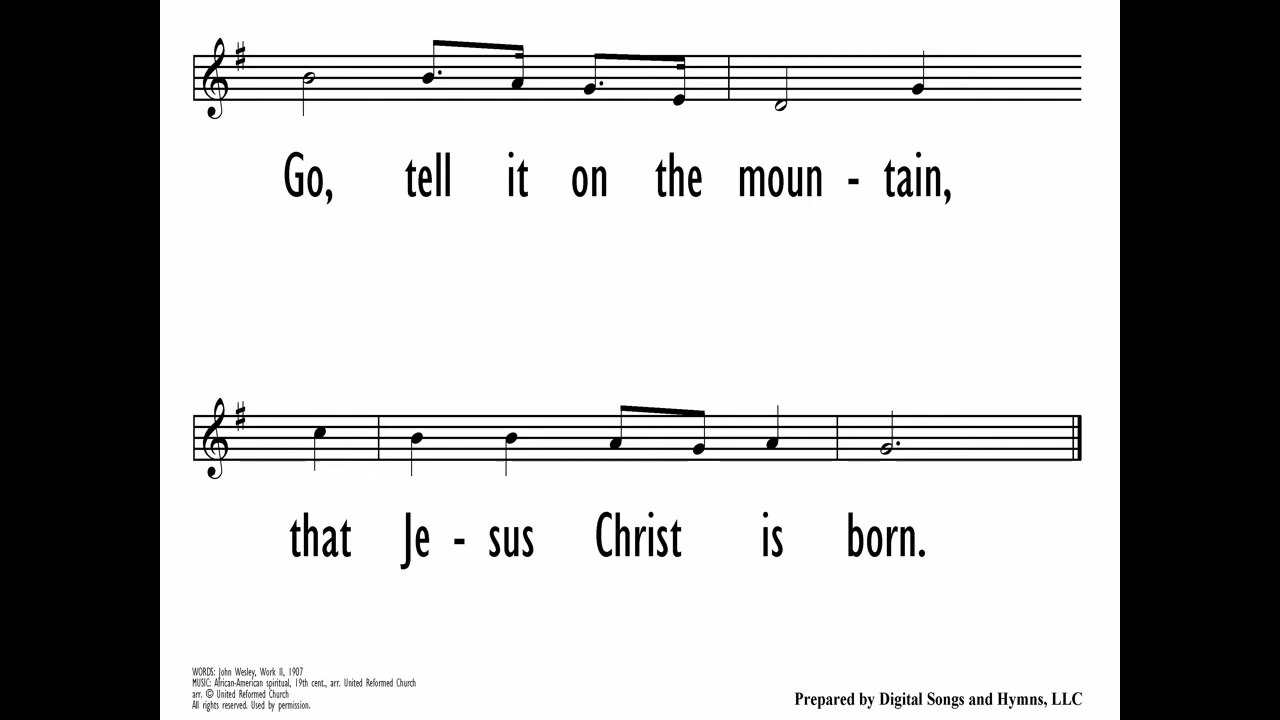 Go, tell it on the moun - tain,
that Je - sus Christ is born.
WORDS: John Wesley, Work II, 1907
MUSIC: African-American spiritual, 19th cent., arr. United Reformed Church
arr. © United Reformed Church
All rights reserved. Used by permission.
Prepared by Digital Songs and Hymns, LLC